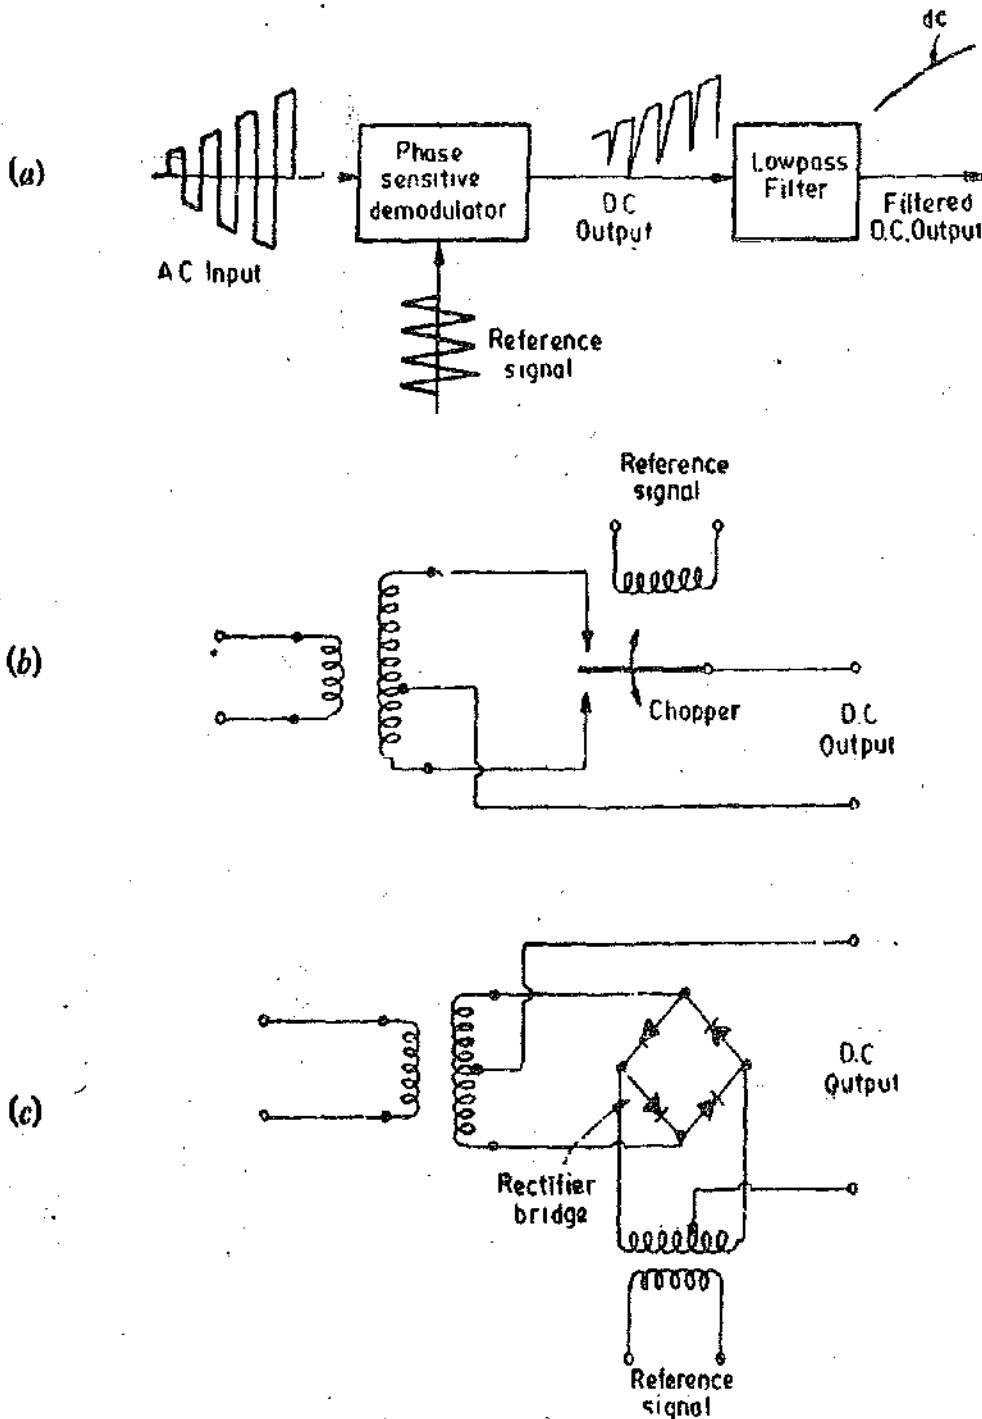 (a)
dc
Phase
sensitive
demodulator
Lowpass
Filter
DC
Output
Filtered
D.C. Output
AC Input
Reference
signal
(b)
Reference
signal
Chopper
D.C
Output
(c)
D.C
Output
Rectifier
bridge
Reference
signal